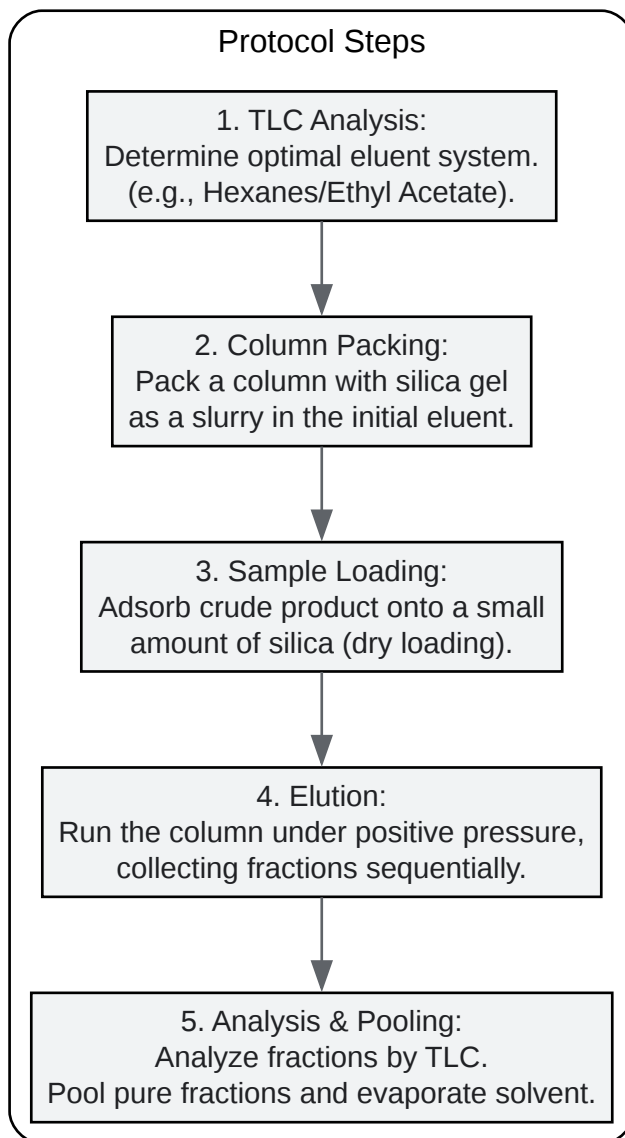 Protocol Steps
1. TLC Analysis:
Determine optimal eluent system.
(e.g., Hexanes/Ethyl Acetate).
2. Column Packing:
Pack a column with silica gel
as a slurry in the initial eluent.
3. Sample Loading:
Adsorb crude product onto a small
amount of silica (dry loading).
4. Elution:
Run the column under positive pressure,
collecting fractions sequentially.
5. Analysis & Pooling:
Analyze fractions by TLC.
Pool pure fractions and evaporate solvent.